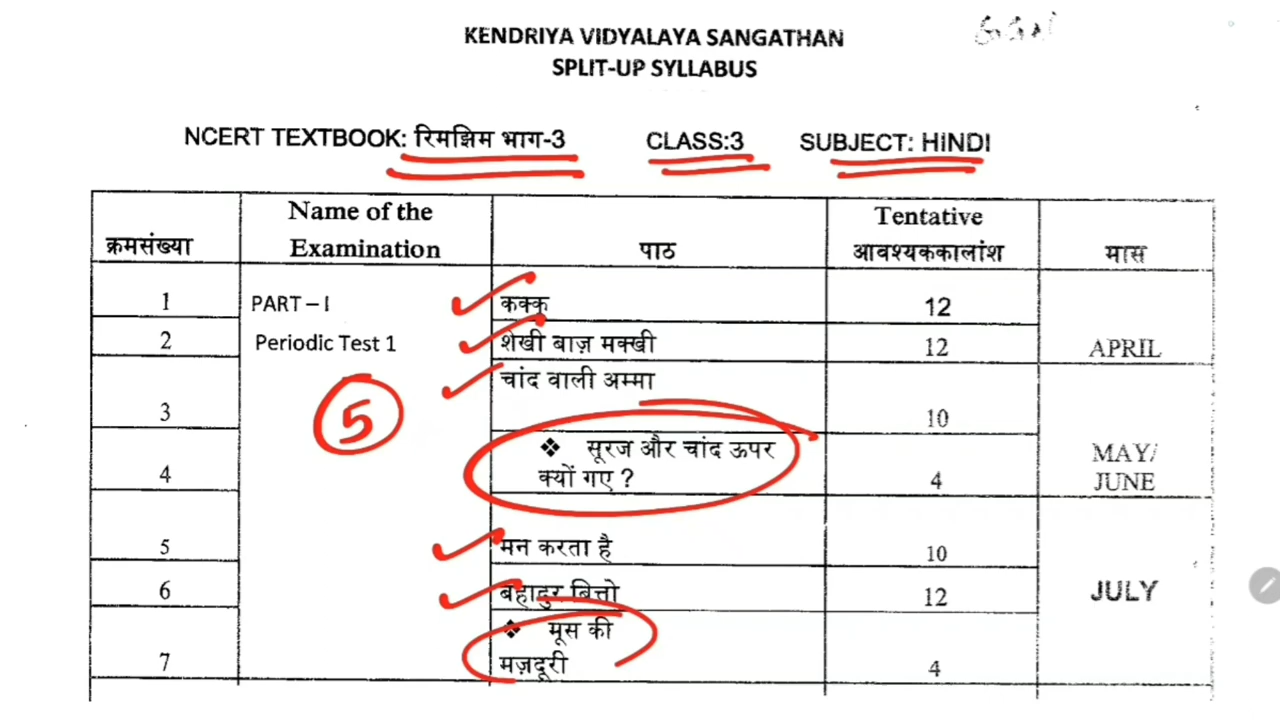 KENDRIYA VIDYALAYA SANGATHAN
SPLIT-UP SYLLABUS
NCERT TEXTBOOK: रिमझिम भाग-3 CLASS:3 SUBJECT: HINDI
क्रमसंख्या Name of the Examination पाठ Tentative आवश्यककालांश मास
1 PART – I कक्कू 12
2 Periodic Test 1 शेखी बाज़ मक्खी 12 APRIL
3 चांद वाली अम्मा 10
5
4 ❖ सूरज और चांद ऊपर क्यों गए ? 4 MAY/ JUNE
5 मन करता है 10
6 बहादुर बित्तो 12 JULY
7 ❖ मूस की मज़दूरी 4